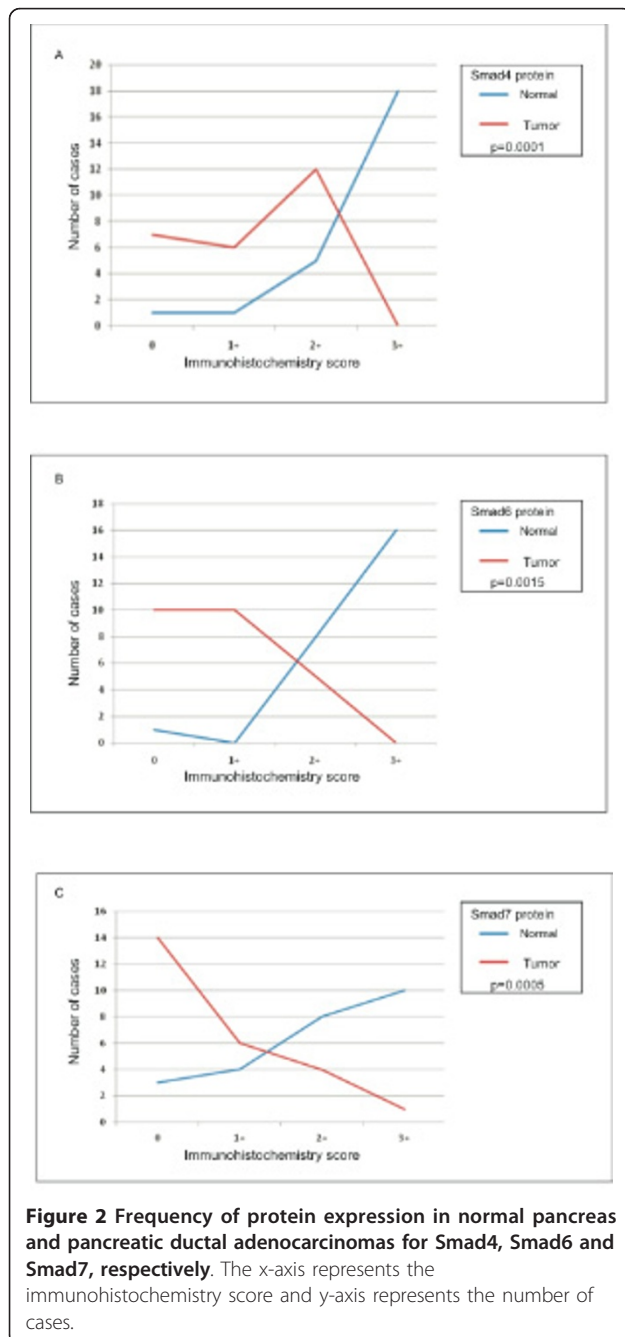 A
20
Smad4 protein
18
Normal
16
Tumor
14
p=0.0001
12
10
8
6
4
2
0
Number of cases
0 1+ 2+ 3+
Immunohistochemistry score
B
18
Smad6 protein
16
Normal
14
Tumor
12
p=0.0015
10
8
6
4
2
0
Number of cases
0 1+ 2+ 3+
Immunohistochemistry score
C
16
Smad7 protein
14
Normal
12
Tumor
10
p=0.0005
8
6
4
2
0
Number of cases
0 1+ 2+ 3+
Immunohistochemistry score
Figure 2 Frequency of protein expression in normal pancreas
and pancreatic ductal adenocarcinomas for Smad4, Smad6 and
Smad7, respectively. The x-axis represents the
immunohistochemistry score and y-axis represents the number of
cases.